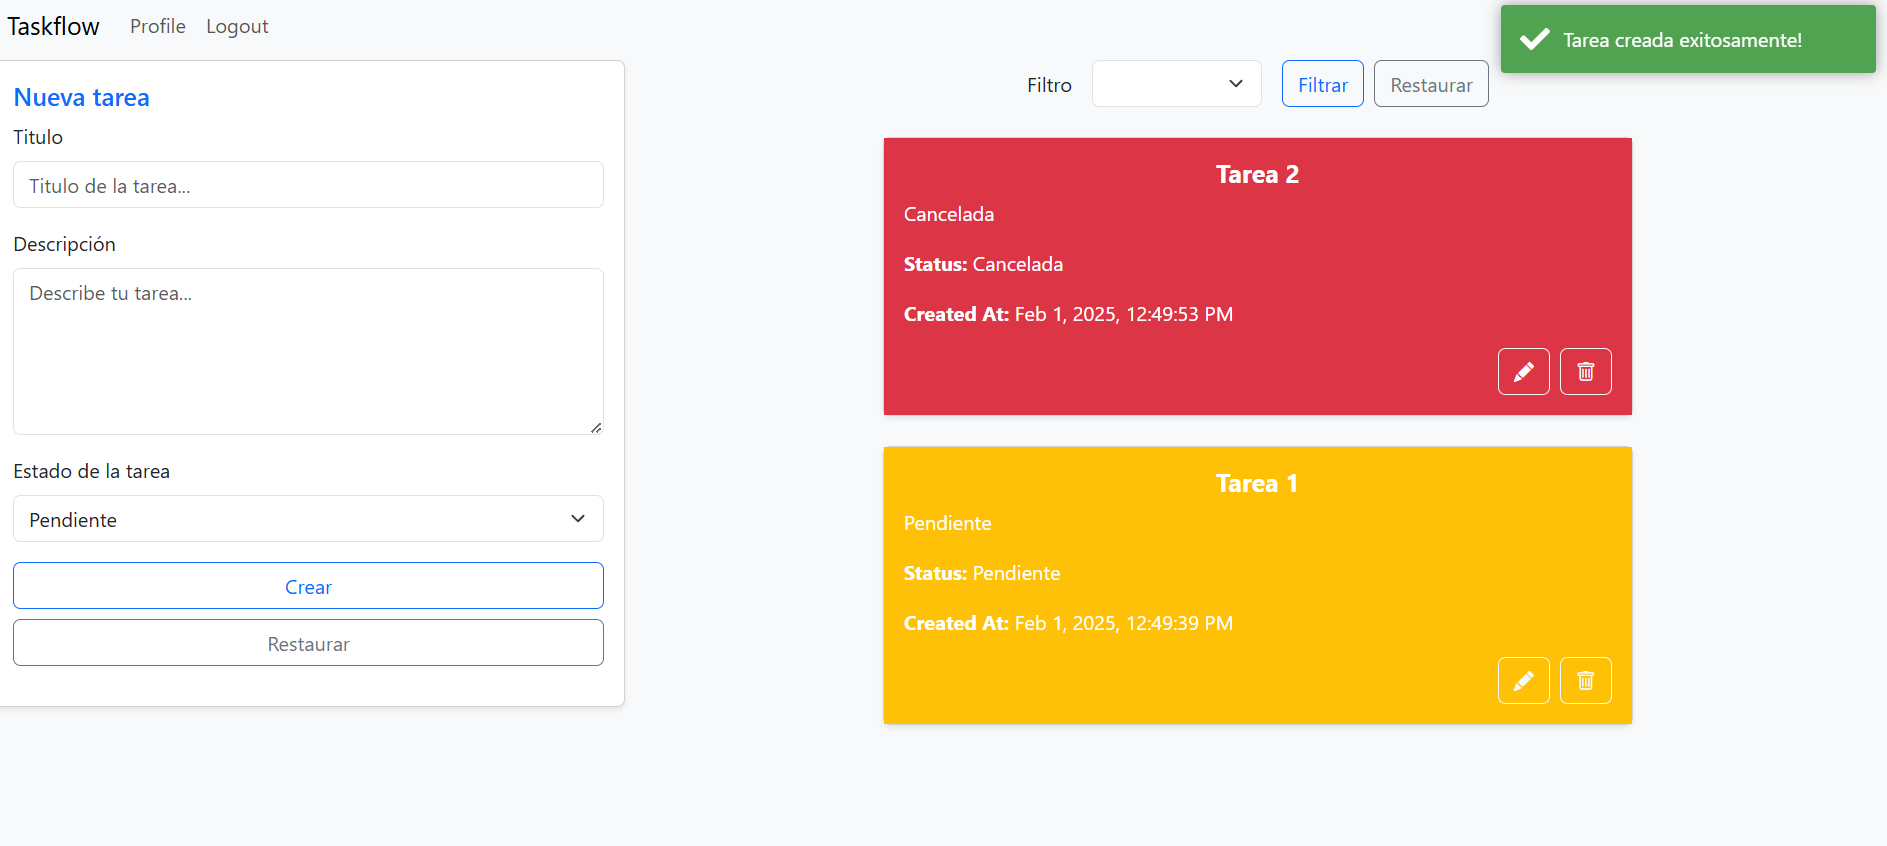 Taskflow Profile Logout
Tarea creada exitosamente!
Nueva tarea
Titulo
Titulo de la tarea...
Descripción
Describe tu tarea...
Estado de la tarea
Pendiente
Crear
Restaurar
Filtro Filtrar Restaurar
Tarea 2
Cancelada
Status: Cancelada
Created At: Feb 1, 2025, 12:49:53 PM
Tarea 1
Pendiente
Status: Pendiente
Created At: Feb 1, 2025, 12:49:39 PM